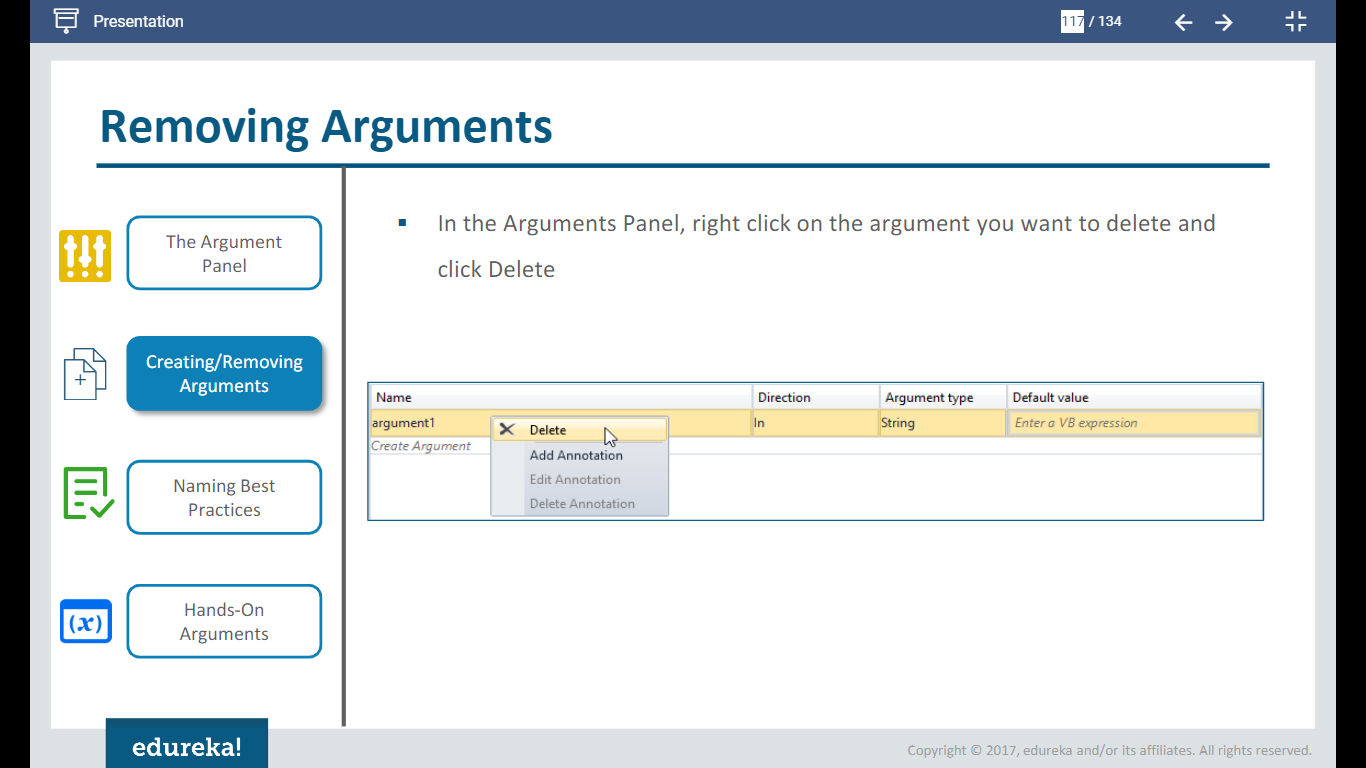 Presentation
117 / 134
Removing Arguments
The Argument
Panel
Creating/Removing
Arguments
Naming Best
Practices
(x)
Hands-On
Arguments
In the Arguments Panel, right click on the argument you want to delete and
click Delete
Name Direction Argument type Default value
argument1 In String Enter a VB expression
Create Argument
Delete
Add Annotation
Edit Annotation
Delete Annotation
edureka!
Copyright © 2017, edureka and/or its affiliates. All rights reserved.